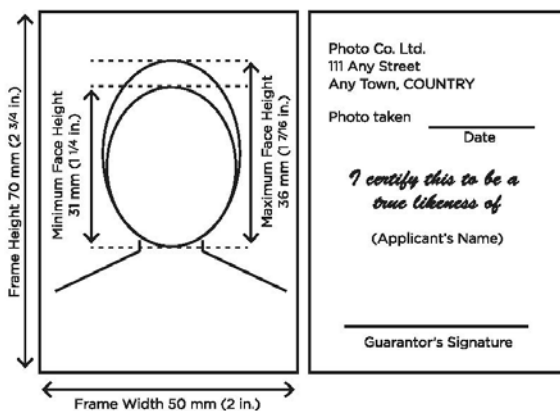 Frame Height 70 mm (2 3/4 in.)
Minimum Face Height
31 mm (1 1/4 in.)
Maximum Face Height
36 mm (1 7/16 in.)
Frame Width 50 mm (2 in.)
Photo Co. Ltd.
111 Any Street
Any Town, COUNTRY
Photo taken
Date
I certify this to be a
true likeness of
(Applicant's Name)
Guarantor's Signature